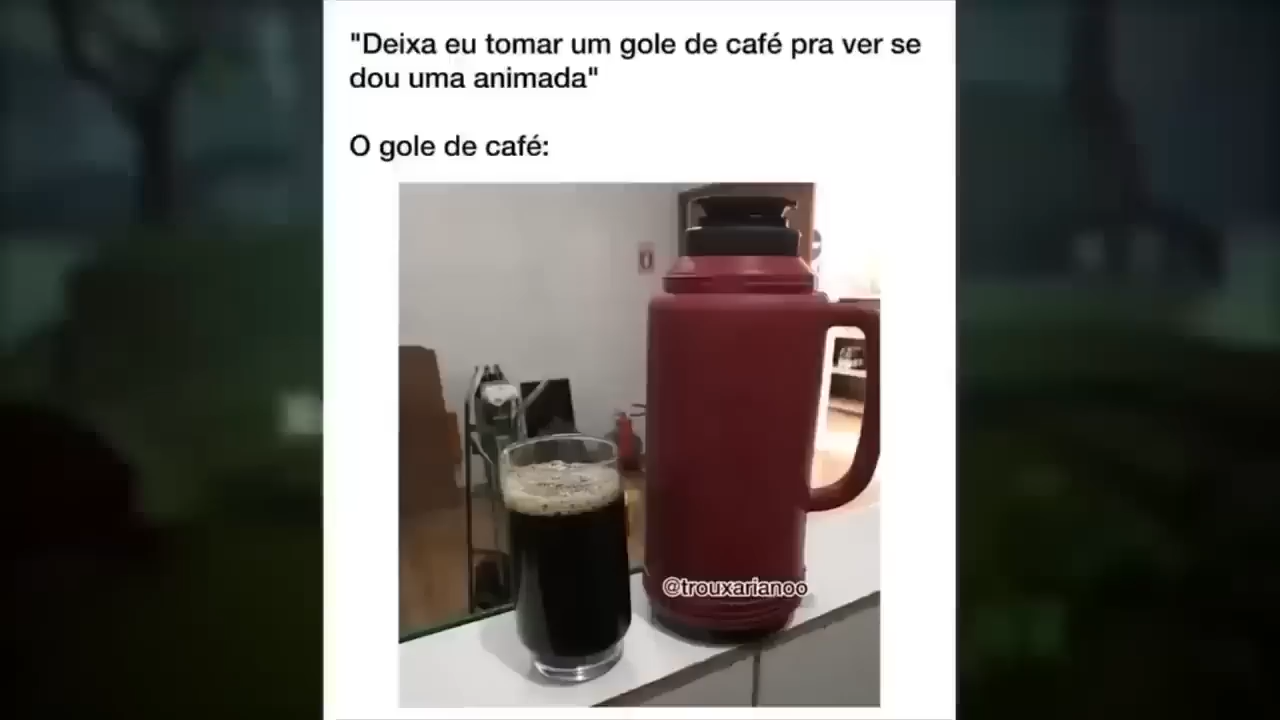 "Deixa eu tomar um gole de café pra ver se
dou uma animada"
O gole de café:
@trouxarianoo